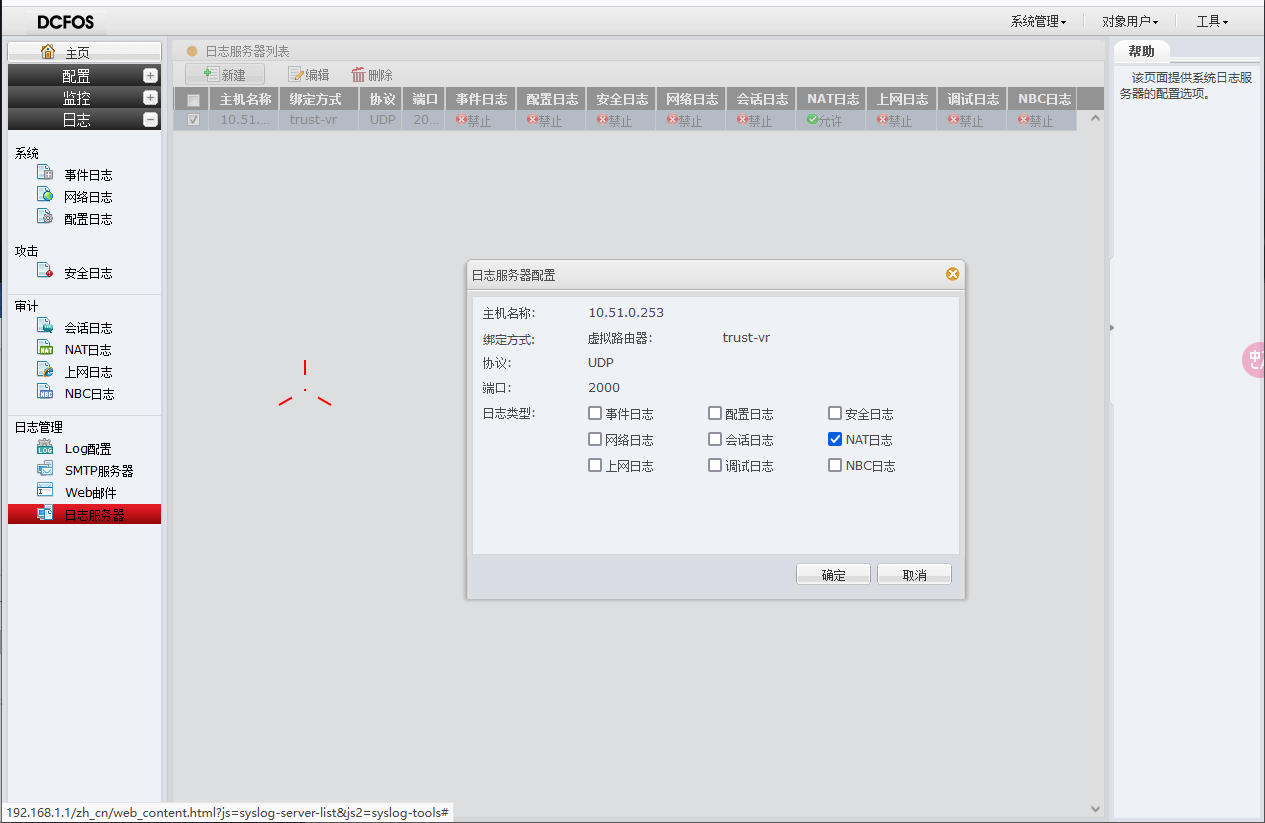 DCFOS
系统管理 对象用户 工具
主页
配置
监控
日志
系统
事件日志
网络日志
配置日志
攻击
安全日志
审计
会话日志
NAT日志
上网日志
NBC日志
日志管理
Log配置
SMTP服务器
Web邮件
日志服务器
日志服务器列表
新建 编辑 删除
主机名称 绑定方式 协议 端口 事件日志 配置日志 安全日志 网络日志 会话日志 NAT日志 上网日志 调试日志 NBC日志
10.51.... trust-vr UDP 20... 禁止 禁止 禁止 禁止 禁止 允许 禁止 禁止 禁止
日志服务器配置
主机名称: 10.51.0.253
绑定方式: 虚拟路由器: trust-vr
协议: UDP
端口: 2000
日志类型: 事件日志 配置日志 安全日志
网络日志 会话日志 NAT日志
上网日志 调试日志 NBC日志
确定 取消
帮助
该页面提供系统日志服
务器的配置选项。
192.168.1.1/zh_cn/web_content.html?js=syslog-server-list&js2=syslog-tools#